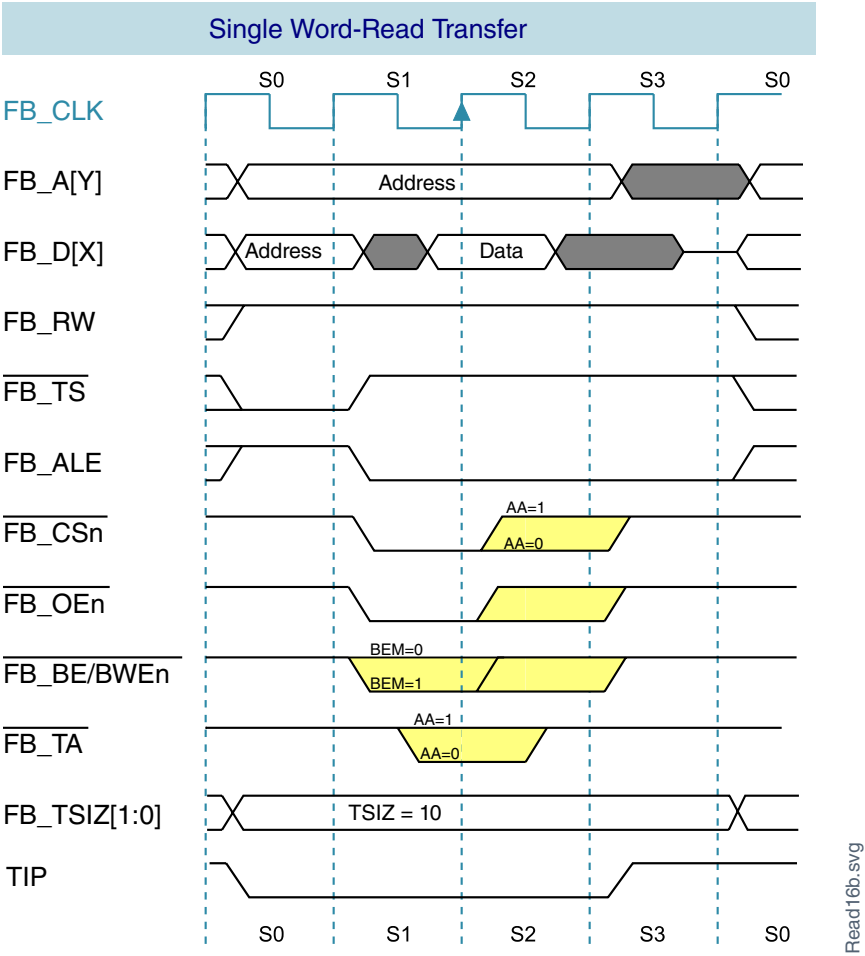 Single Word-Read Transfer
S0 S1 S2 S3 S0
FB_CLK
FB_A[Y] Address
FB_D[X] Address Data
FB_RW
FB_TS
FB_ALE
AA=1
FB_CSn AA=0
FB_OEn
BEM=0
FB_BE/BWEn BEM=1
AA=1
FB_TA AA=0
FB_TSIZ[1:0] TSIZ = 10
TIP
S0 S1 S2 S3 S0
Read16b.svg